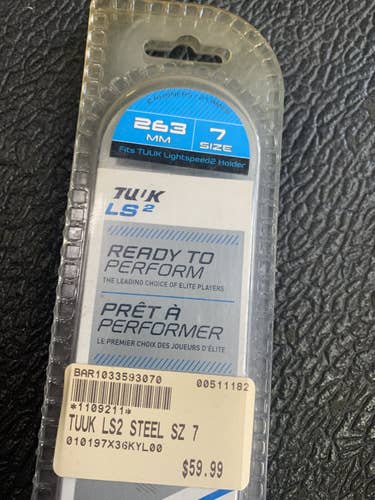 263 MM
7 SIZE
Fits TUUK Lightspeed2 Holder
TUUK
LS2
READY TO
PERFORM
THE LEADING CHOICE OF ELITE PLAYERS
PRÊT À
PERFORMER
LE PREMIER CHOIX DES JOUEURS D'ÉLITE
BAR1033593070 00511182
*1109211*
TUUK LS2 STEEL SZ 7
010197X36KYL00
$59.99